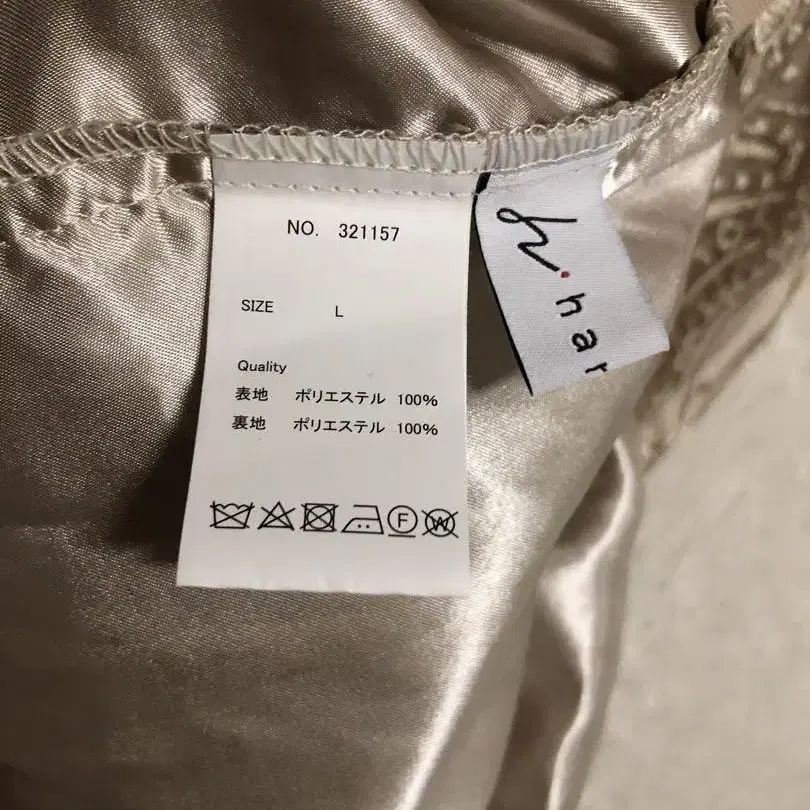 NO. 321157
SIZE L
Quality
表地 ポリエステル 100%
裏地 ポリエステル 100%
F W
har